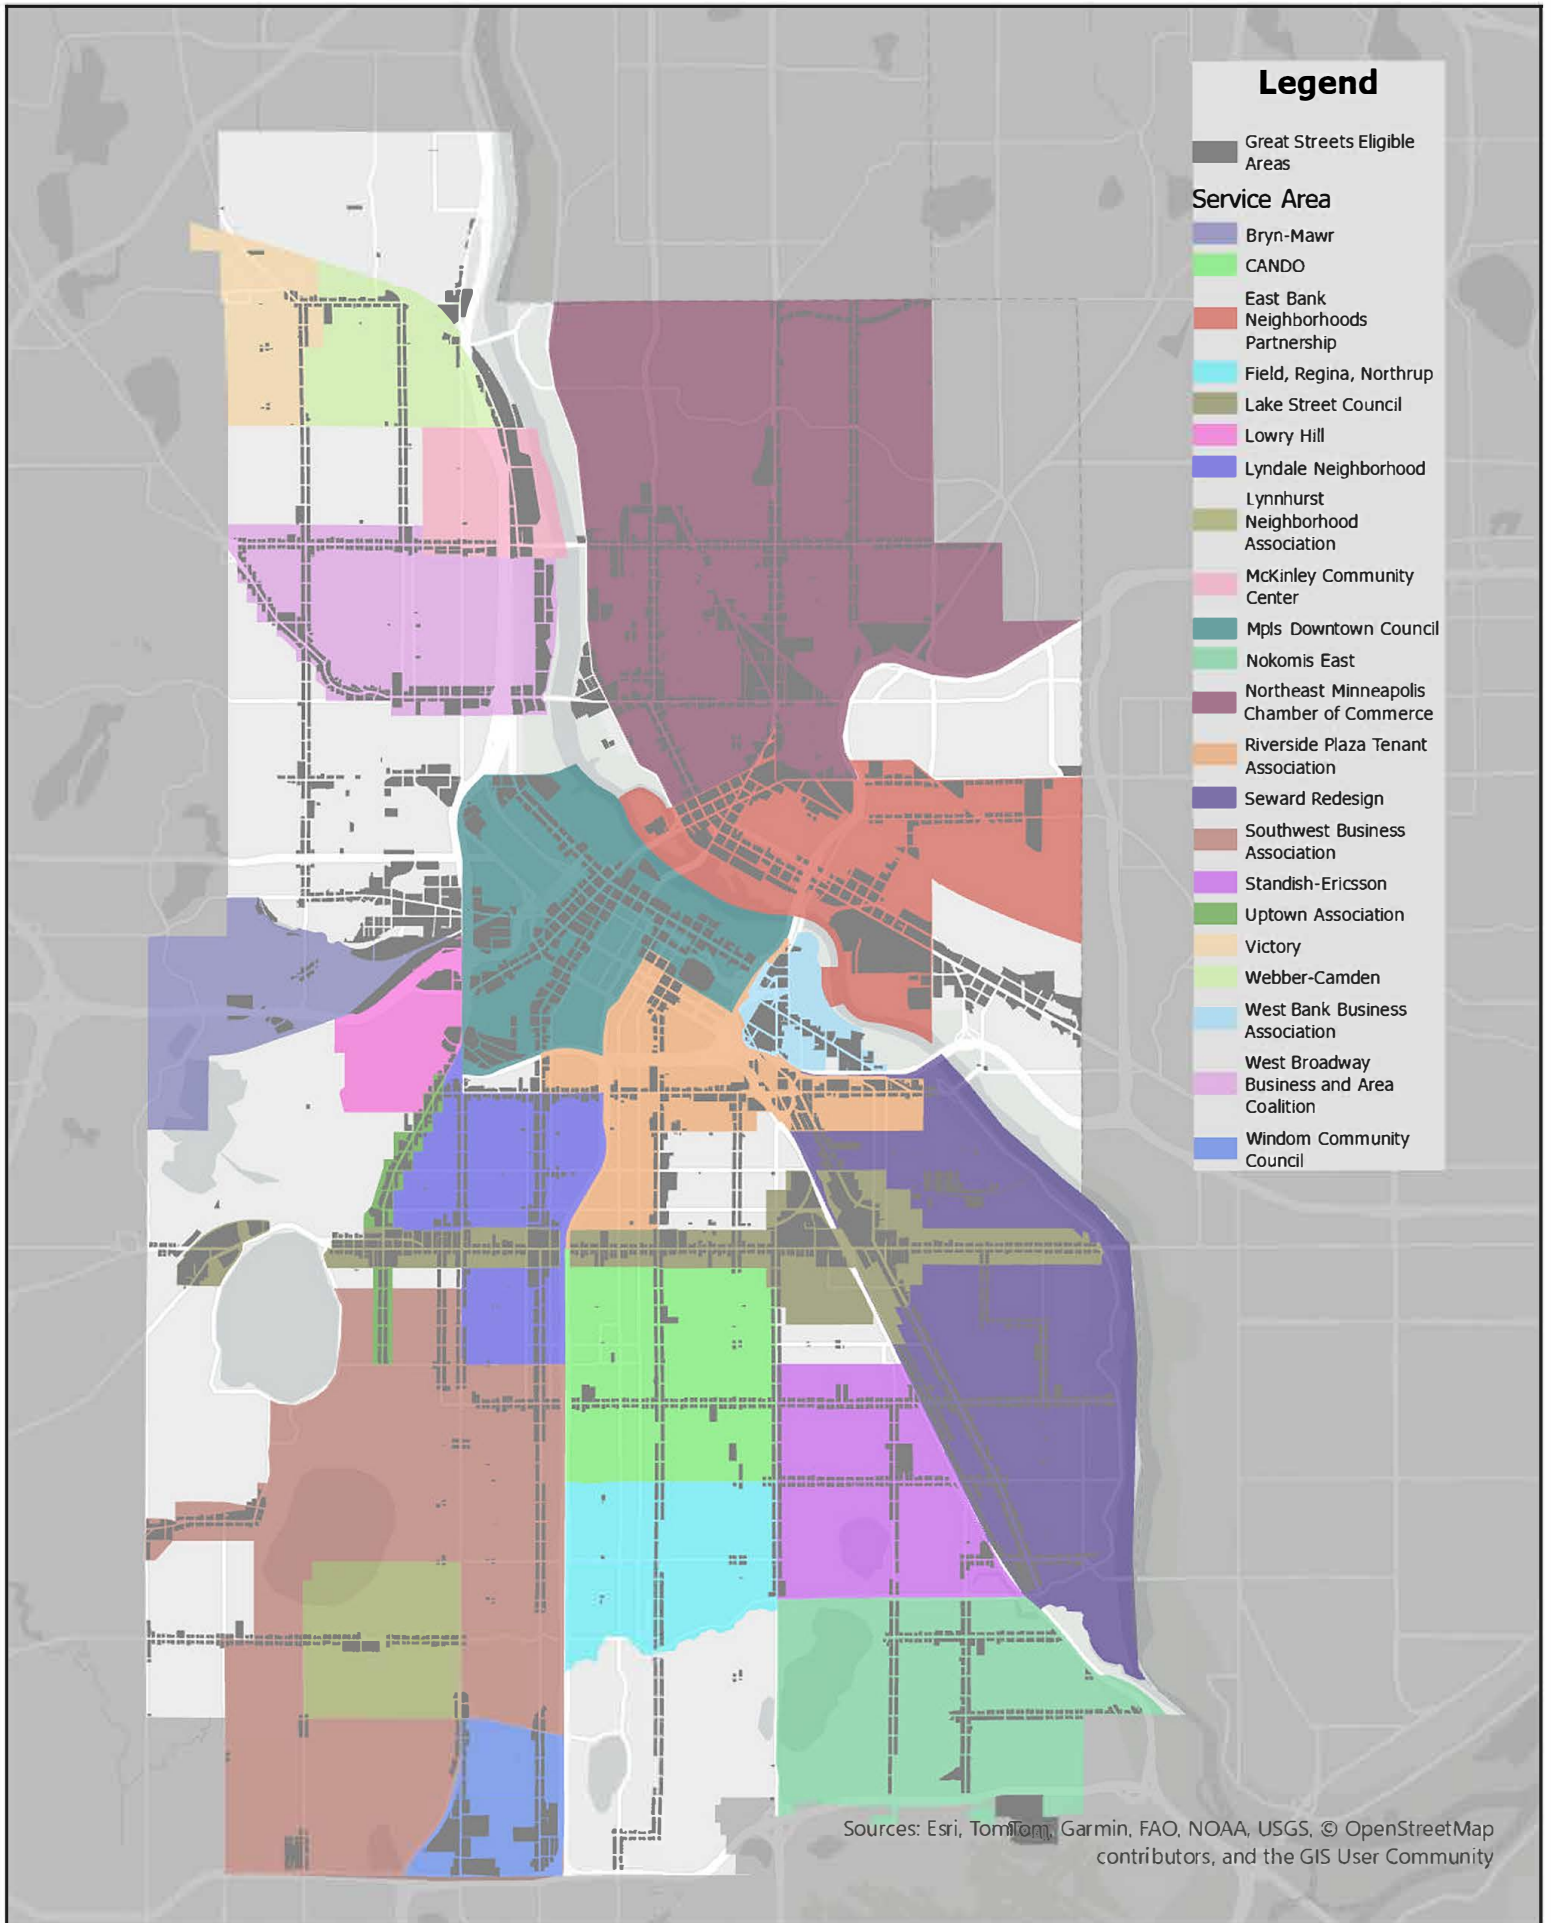 Legend
Great Streets Eligible
Areas
Service Area
Bryn-Mawr
CANDO
East Bank
Neighborhoods
Partnership
Field, Regina, Northrup
Lake Street Council
Lowry Hill
Lyndale Neighborhood
Lynnhurst
Neighborhood
Association
McKinley Community
Center
Mpls Downtown Council
Nokomis East
Northeast Minneapolis
Chamber of Commerce
Riverside Plaza Tenant
Association
Seward Redesign
Southwest Business
Association
Standish-Ericsson
Uptown Association
Victory
Webber-Camden
West Bank Business
Association
West Broadway
Business and Area
Coalition
Windom Community
Council
Sources: Esri, TomTom, Garmin, FAO, NOAA, USGS, © OpenStreetMap
contributors, and the GIS User Community